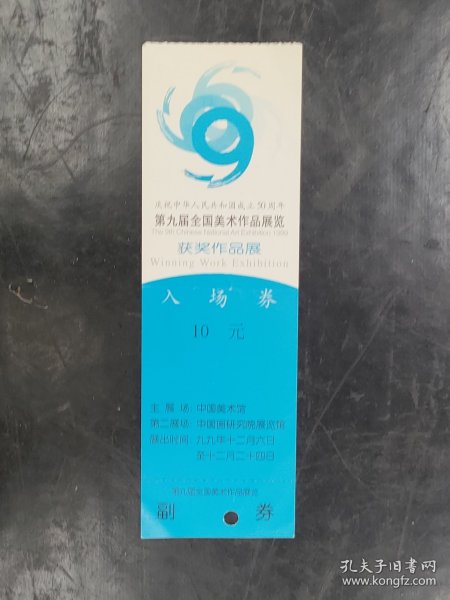 9
庆祝中华人民共和国成立50周年
第九届全国美术作品展览
The 9th Chinese National Art Exhibition 1999
获奖作品展
Winning Work Exhibition
入 场 券
10 元
主 展 场: 中国美术馆
第二展场: 中国画研究院展览馆
展出时间: 九九年十二月六日
至十二月二十四日
第九届全国美术作品展览
副 券
孔夫子旧书网
www.kongfz.com